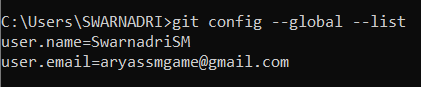 C:\Users\SWARNADRI>git config --global --list
user.name=SwarnadriSM
user.email=aryassmgame@gmail.com